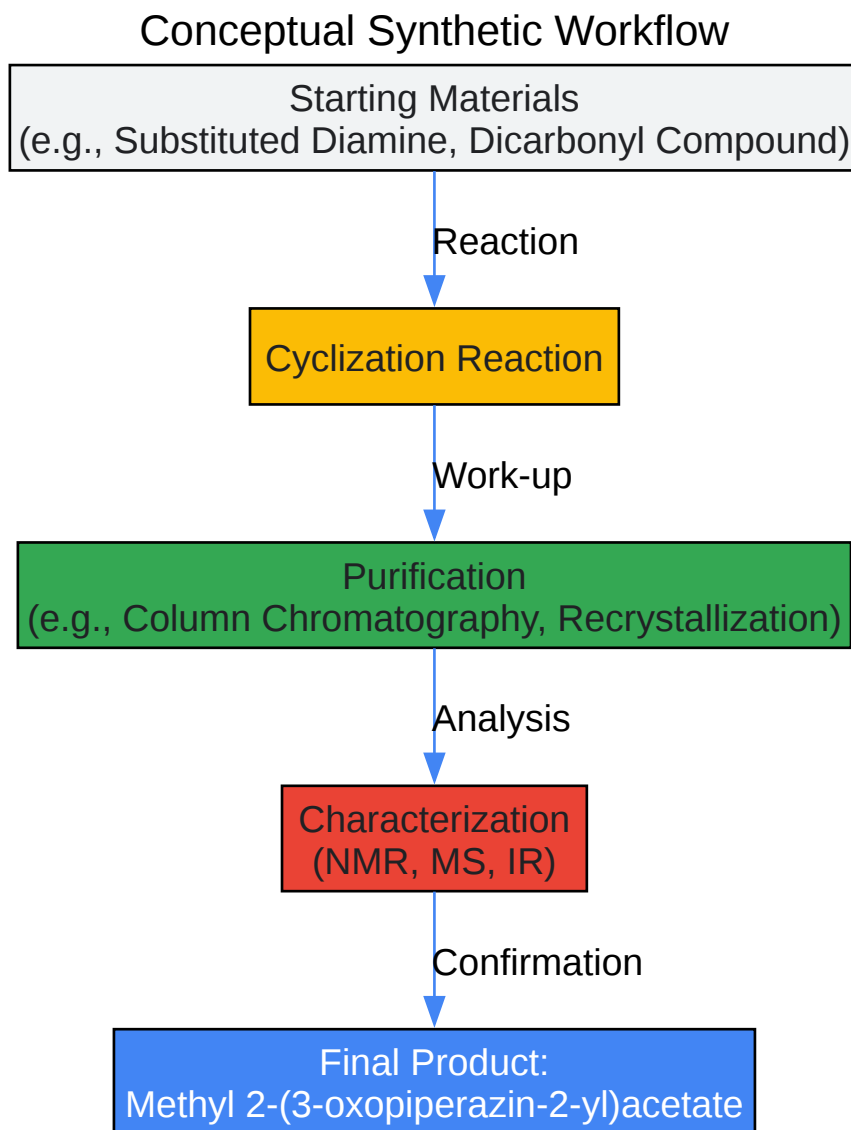 Conceptual Synthetic Workflow
Starting Materials
(e.g., Substituted Diamine, Dicarbonyl Compound)
Reaction
Cyclization Reaction
Work-up
Purification
(e.g., Column Chromatography, Recrystallization)
Analysis
Characterization
(NMR, MS, IR)
Confirmation
Final Product:
Methyl 2-(3-oxopiperazin-2-yl)acetate